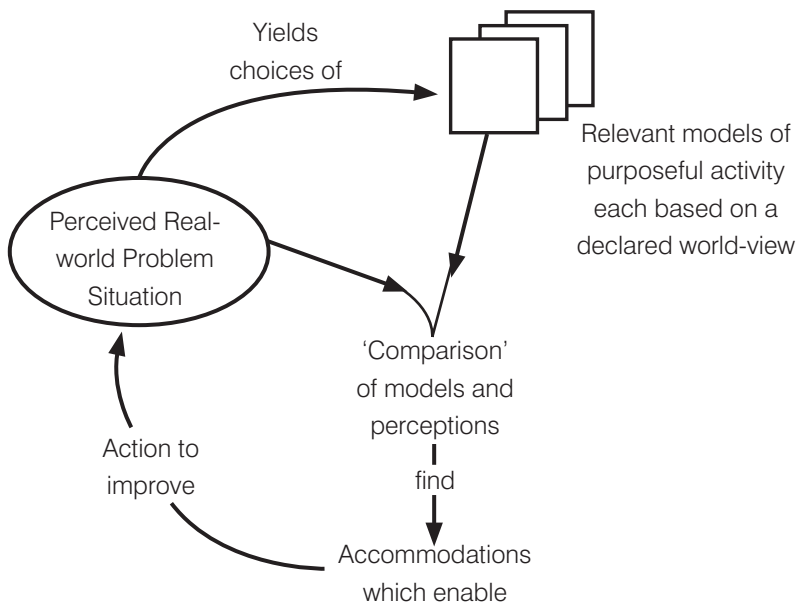 Yields
choices of
Relevant models of
purposeful activity
each based on a
declared world-view
Perceived Real-
world Problem
Situation
‘Comparison’
of models and
perceptions
find
Accommodations
which enable
Action to
improve